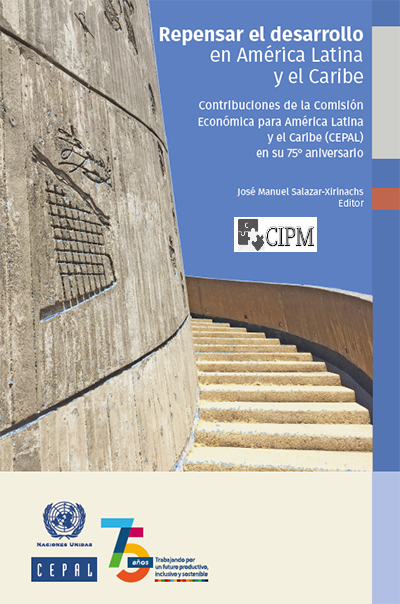 Repensar el desarrollo
en América Latina
y el Caribe
Contribuciones de la Comisión
Económica para América Latina
y el Caribe (CEPAL)
en su 75° aniversario
José Manuel Salazar-Xirinachs
Editor
CIPM
NACIONES UNIDAS
CEPAL
75
años
Trabajando por
un futuro productivo,
inclusivo y sostenible